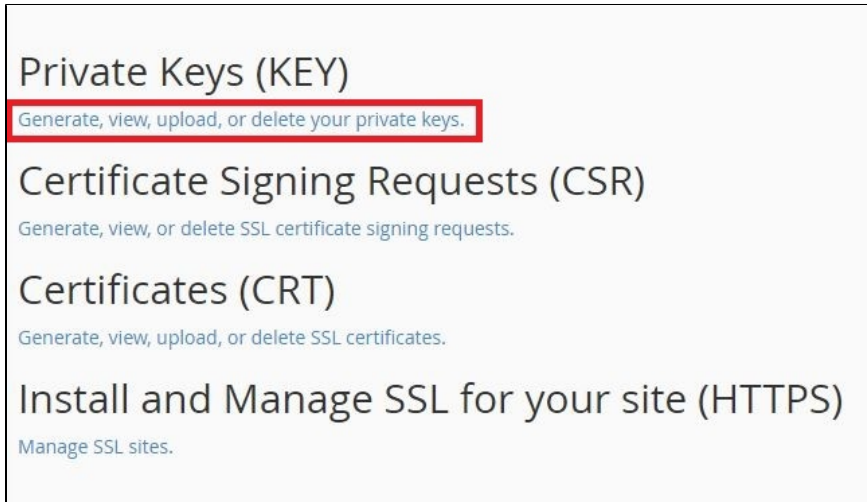 Private Keys (KEY)
Generate, view, upload, or delete your private keys.
Certificate Signing Requests (CSR)
Generate, view, or delete SSL certificate signing requests.
Certificates (CRT)
Generate, view, upload, or delete SSL certificates.
Install and Manage SSL for your site (HTTPS)
Manage SSL sites.